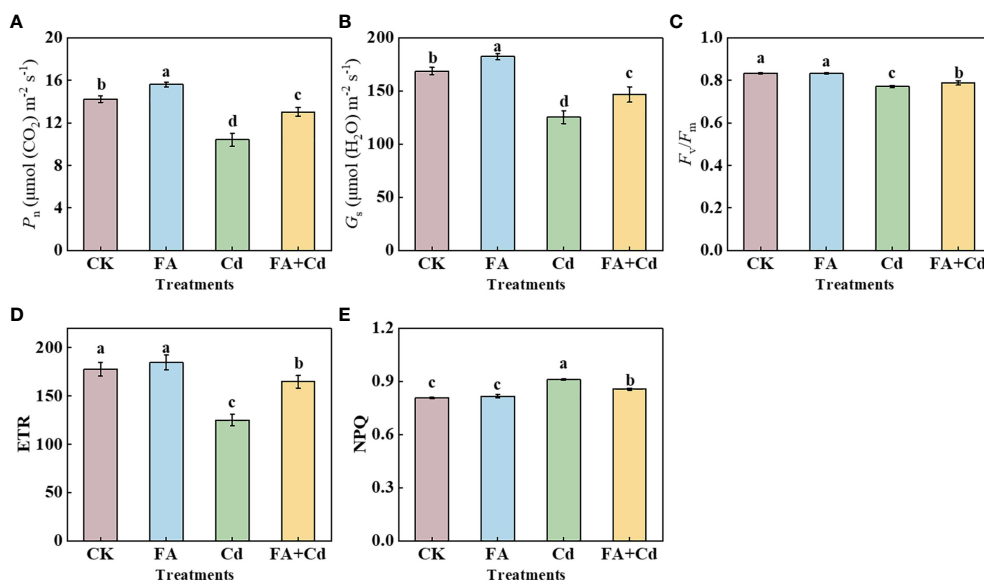 A
P_n (μmol (CO₂) m⁻² s⁻¹)
20
16
12
8
4
0
b
a
d
c
CK FA Cd FA+Cd
Treatments
B
G_s (μmol (H₂O) m⁻² s⁻¹)
200
150
100
50
0
b
a
d
c
CK FA Cd FA+Cd
Treatments
C
F_v/F_m
1.0
0.8
0.6
0.4
0.2
0.0
a
a
c
b
CK FA Cd FA+Cd
Treatments
D
ETR
200
150
100
50
0
a
a
c
b
CK FA Cd FA+Cd
Treatments
E
NPQ
1.2
0.9
0.6
0.3
0.0
c
c
a
b
CK FA Cd FA+Cd
Treatments